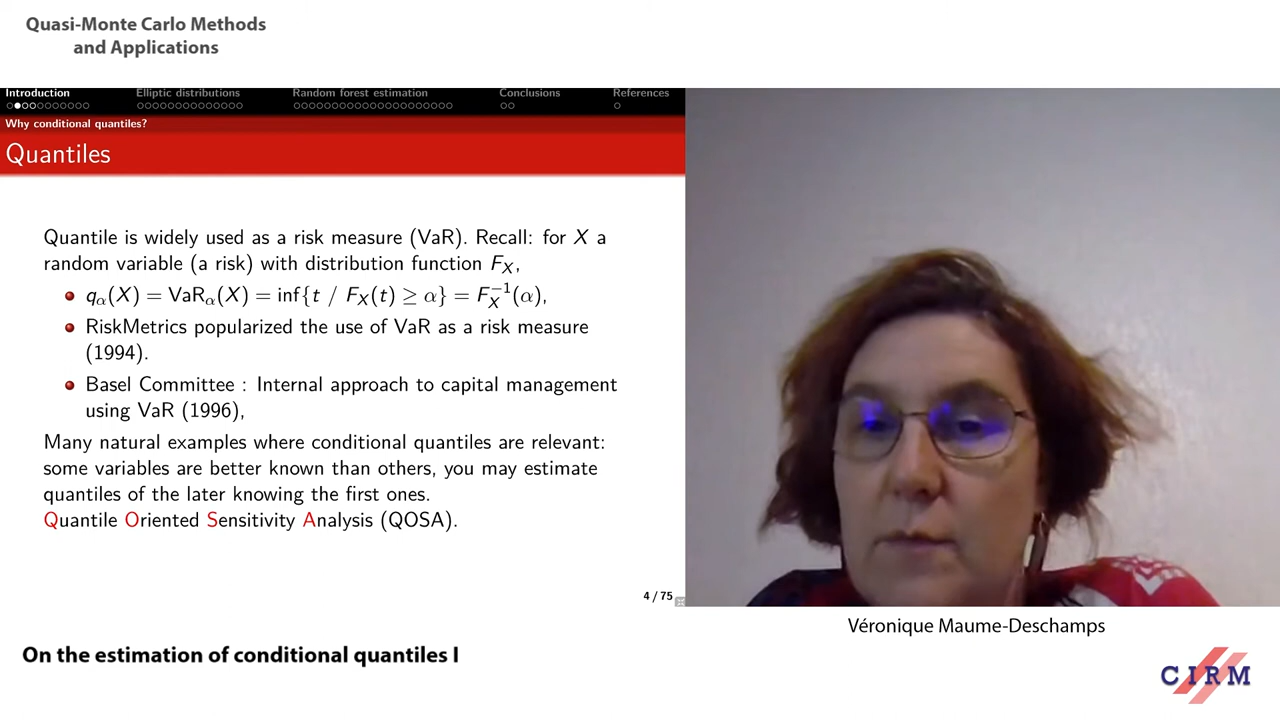 Quasi-Monte Carlo Methods
and Applications
Introduction Elliptic distributions Random forest estimation Conclusions References
Why conditional quantiles?
Quantiles
Quantile is widely used as a risk measure (VaR). Recall: for X a
random variable (a risk) with distribution function F_X,
q_α(X) = VaR_α(X) = inf{t / F_X(t) ≥ α} = F_X^{-1}(α),
RiskMetrics popularized the use of VaR as a risk measure
(1994).
Basel Committee : Internal approach to capital management
using VaR (1996),
Many natural examples where conditional quantiles are relevant:
some variables are better known than others, you may estimate
quantiles of the later knowing the first ones.
Quantile Oriented Sensitivity Analysis (QOSA).
4 / 75
Véronique Maume-Deschamps
On the estimation of conditional quantiles I
CIRM